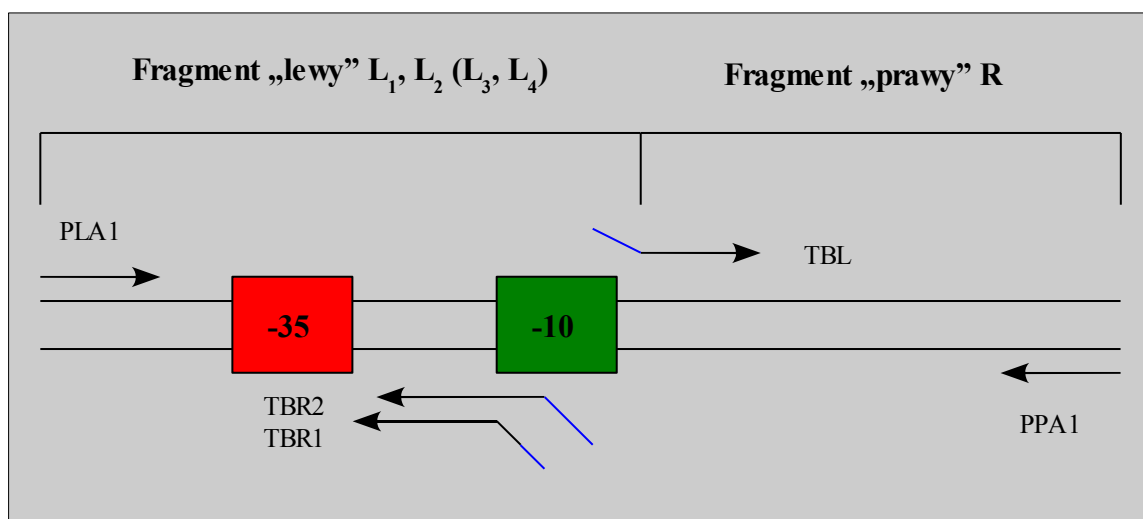 Fragment „lewy” L₁, L₂ (L₃, L₄)
Fragment „prawy” R
PLA1
TBL
-35
-10
TBR2
TBR1
PPA1